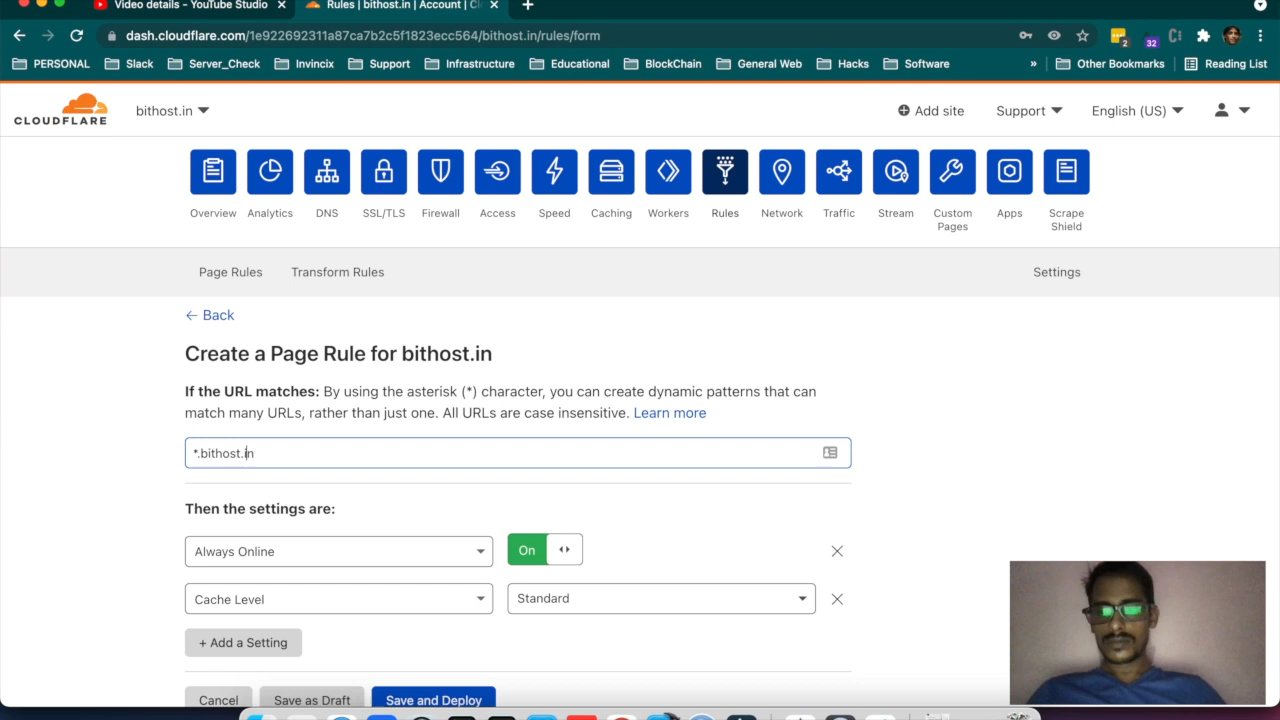 Video details - YouTube Studio
Rules | bithost.in | Account | Cl
dash.cloudflare.com/1e922692311a87ca7b2c5f1823ecc564/bithost.in/rules/form
2
32
PERSONAL Slack Server_Check Invincix Support Infrastructure Educational BlockChain General Web Hacks Software » Other Bookmarks Reading List
CLOUDFLARE
bithost.in
Add site Support English (US)
Overview Analytics DNS SSL/TLS Firewall Access Speed Caching Workers Rules Network Traffic Stream Custom Pages Apps Scrape Shield
Page Rules Transform Rules Settings
← Back
Create a Page Rule for bithost.in
If the URL matches: By using the asterisk (*) character, you can create dynamic patterns that can
match many URLs, rather than just one. All URLs are case insensitive. Learn more
*.bithost.in
Then the settings are:
Always Online On
Cache Level Standard
+ Add a Setting
Cancel Save as Draft Save and Deploy